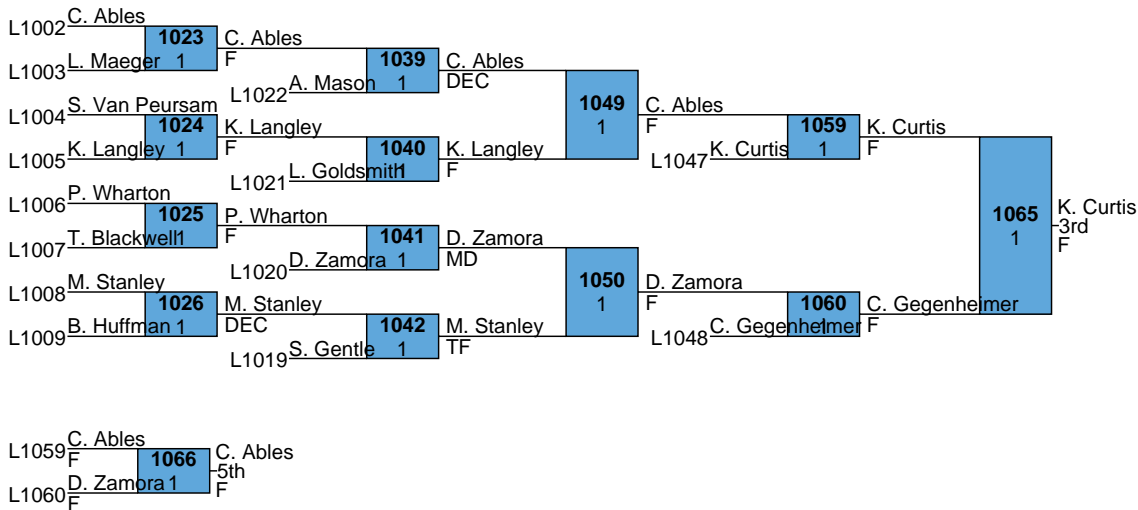 C. Ables
L1002
1023
C. Ables
L. Maeger
1
F
1039
C. Ables
L1003
A. Mason
1
DEC
L1022
1049
C. Ables
S. Van Peursam
1
F
L1004
1024
K. Langley
1059
K. Curtis
K. Langley
1
F
K. Curtis
1
F
L1005
1040
K. Langley
L1047
L. Goldsmith
1
F
L1021
P. Wharton
L1006
1025
P. Wharton
1065
K. Curtis
T. Blackwell
1
F
1
3rd
F
L1007
1041
D. Zamora
D. Zamora
1
MD
L1020
1050
D. Zamora
M. Stanley
1
F
L1008
1026
M. Stanley
1060
C. Gegenheimer
B. Huffman
1
DEC
C. Gegenheimer
1
F
L1009
1042
M. Stanley
L1048
S. Gentle
1
TF
L1019
C. Ables
L1059
F
1066
C. Ables
D. Zamora
1
5th
L1060
F
F